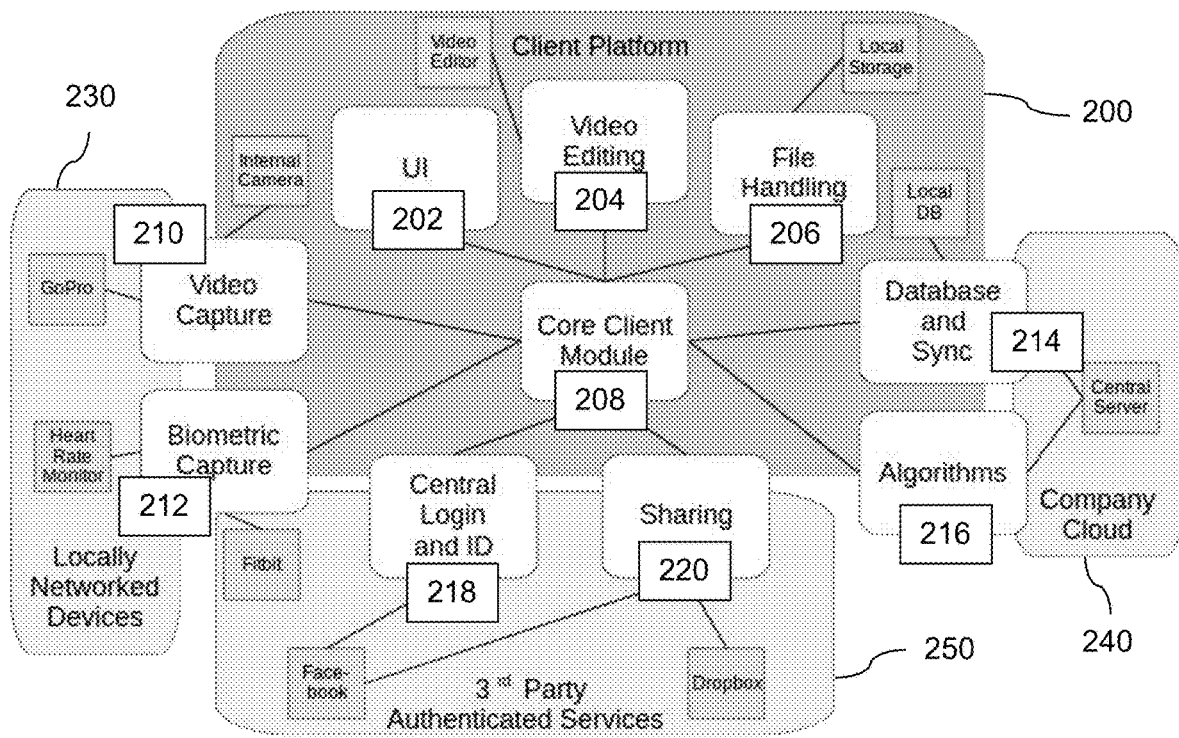 Video
Editor
Client Platform
Local
Storage
230
200
Internal
Camera
UI
202
Video
Editing
204
File
Handling
206
Local
DB
210
GoPro
Video
Capture
Core Client
Module
208
Database
and
Sync
214
Central
Server
Heart
Rate
Monitor
Biometric
Capture
212
Central
Login
and ID
218
Sharing
220
Algorithms
216
Company
Cloud
Locally
Networked
Devices
Fitbit
240
250
Face-
book
3 rd Party
Authenticated Services
Dropbox